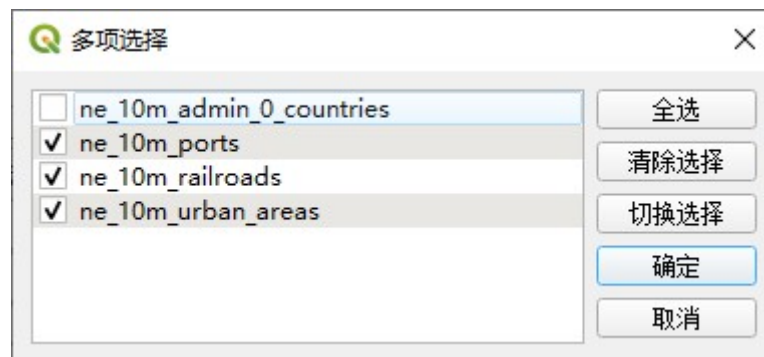 多项选择
ne_10m_admin_0_countries
ne_10m_ports
ne_10m_railroads
ne_10m_urban_areas
全选
清除选择
切换选择
确定
取消